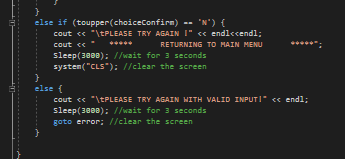 }
}
else if (toupper(choiceConfirm) == 'N') {
cout << "\tPLEASE TRY AGAIN !" << endl<<endl;
cout << "   *****     RETURNING TO MAIN MENU     *****";
Sleep(3000); //wait for 3 seconds
system("CLS"); //clear the screen
}
else {
cout << "\tPLEASE TRY AGAIN WITH VALID INPUT!" << endl;
Sleep(3000); //wait for 3 seconds
goto error; //clear the screen
}
}